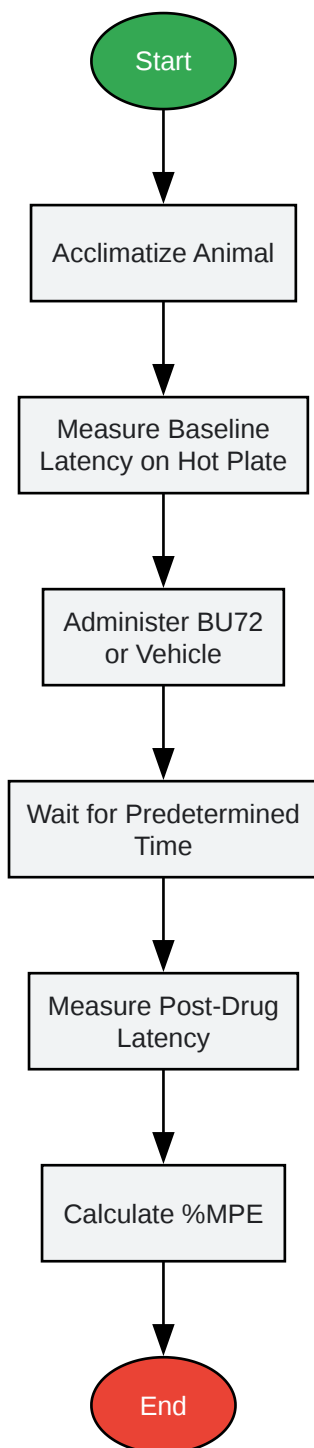 Start
Acclimatize Animal
Measure Baseline
Latency on Hot Plate
Administer BU72
or Vehicle
Wait for Predetermined
Time
Measure Post-Drug
Latency
Calculate %MPE
End